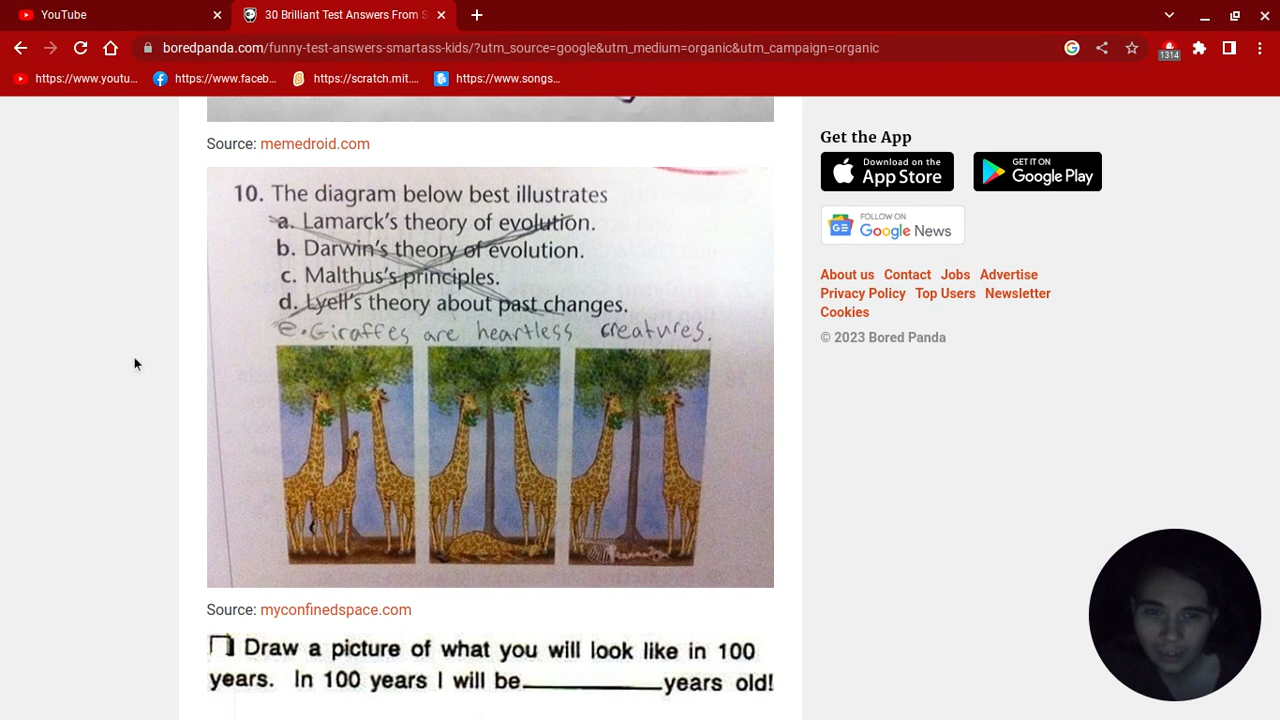 YouTube
30 Brilliant Test Answers From S
boredpanda.com/funny-test-answers-smartass-kids/?utm_source=google&utm_medium=organic&utm_campaign=organic
1314
https://www.youtu...
https://www.faceb...
https://scratch.mit....
https://www.songs...
Source: memedroid.com
10. The diagram below best illustrates
a. Lamarck's theory of evolution.
b. Darwin's theory of evolution.
c. Malthus's principles.
d. Lyell's theory about past changes.
e. Giraffes are heartless creatures.
Source: myconfinedspace.com
Draw a picture of what you will look like in 100
years. In 100 years I will be__________years old!
Get the App
Download on the
App Store
GET IT ON
Google Play
FOLLOW ON
Google News
About us Contact Jobs Advertise
Privacy Policy Top Users Newsletter
Cookies
© 2023 Bored Panda